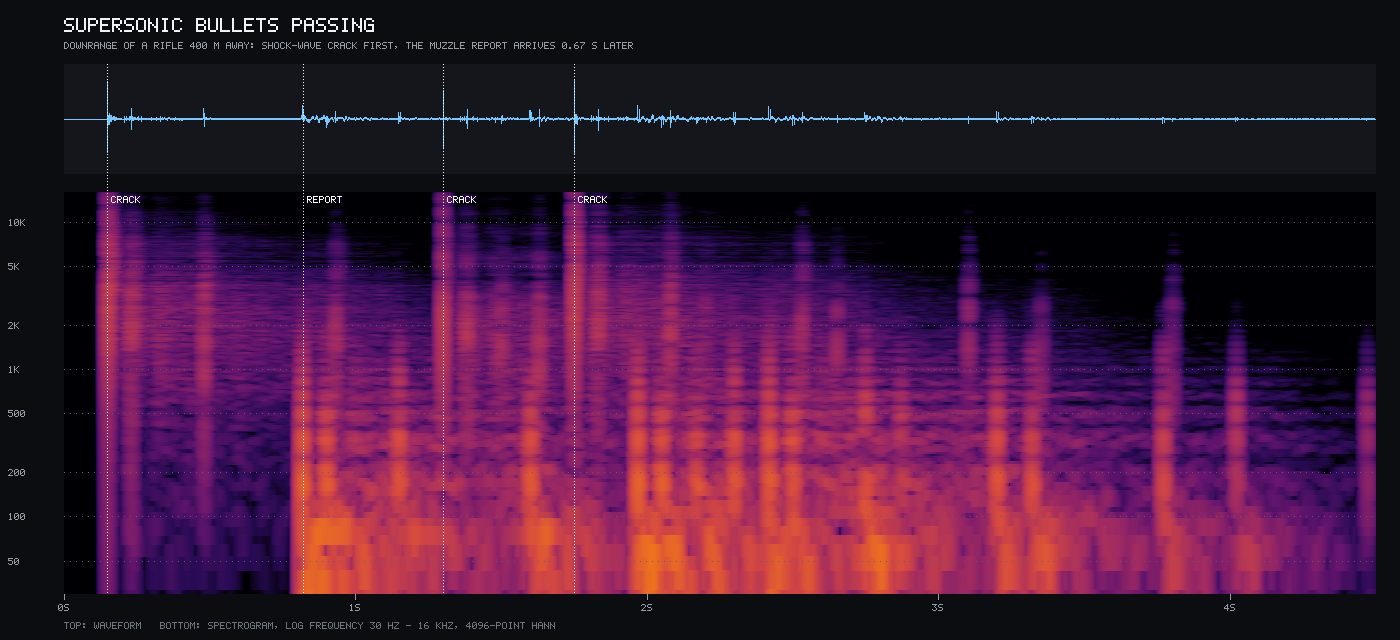 SUPERSONIC BULLETS PASSING
DOWNRANGE OF A RIFLE 400 M AWAY: SHOCK-WAVE CRACK FIRST, THE MUZZLE REPORT ARRIVES 0.67 S LATER
CRACK REPORT CRACK CRACK
10K
5K
2K
1K
500
200
100
50
0S 1S 2S 3S 4S
TOP: WAVEFORM BOTTOM: SPECTROGRAM, LOG FREQUENCY 30 HZ – 16 KHZ, 4096-POINT HANN